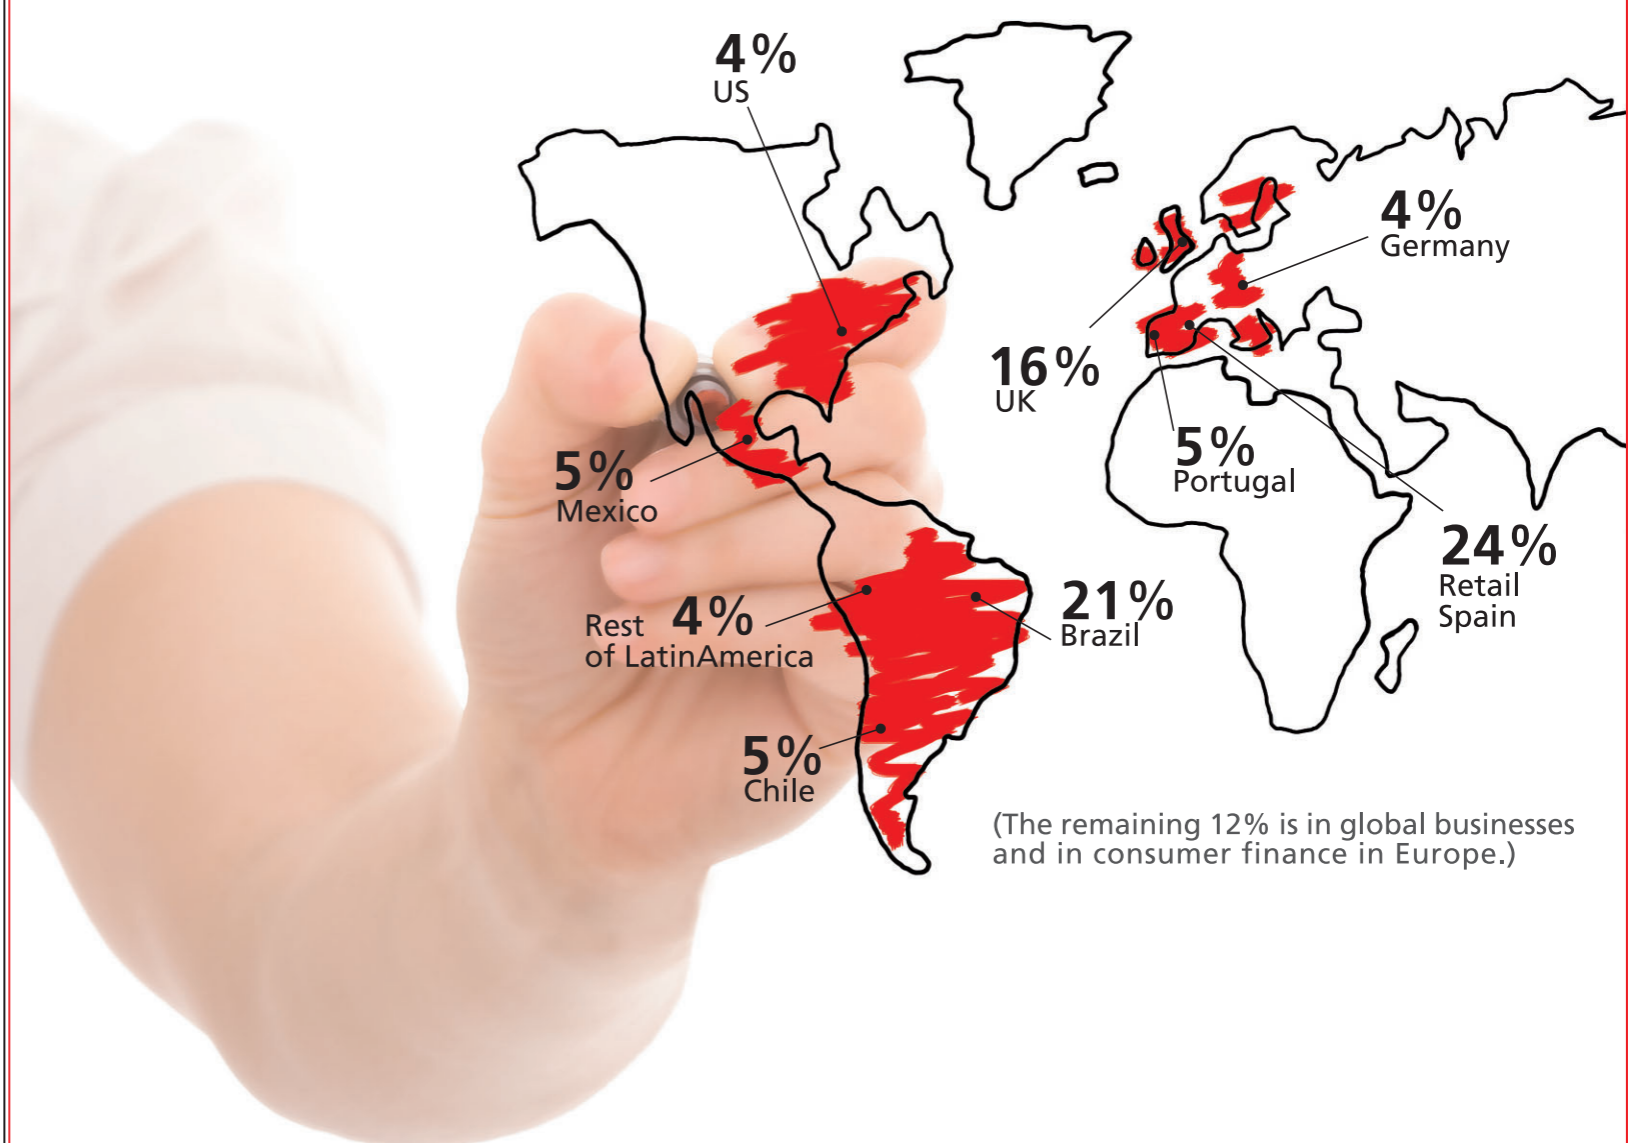 4%
US
4%
Germany
16%
UK
5%
Portugal
5%
Mexico
24%
Retail
Spain
21%
Brazil
Rest 4%
of LatinAmerica
5%
Chile
(The remaining 12% is in global businesses
and in consumer finance in Europe.)